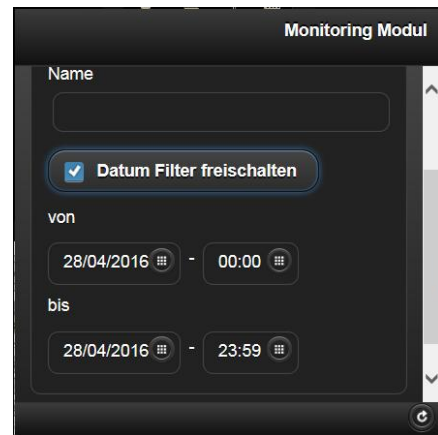 Monitoring Modul
Name
Datum Filter freischalten
von
28/04/2016 - 00:00
bis
28/04/2016 - 23:59